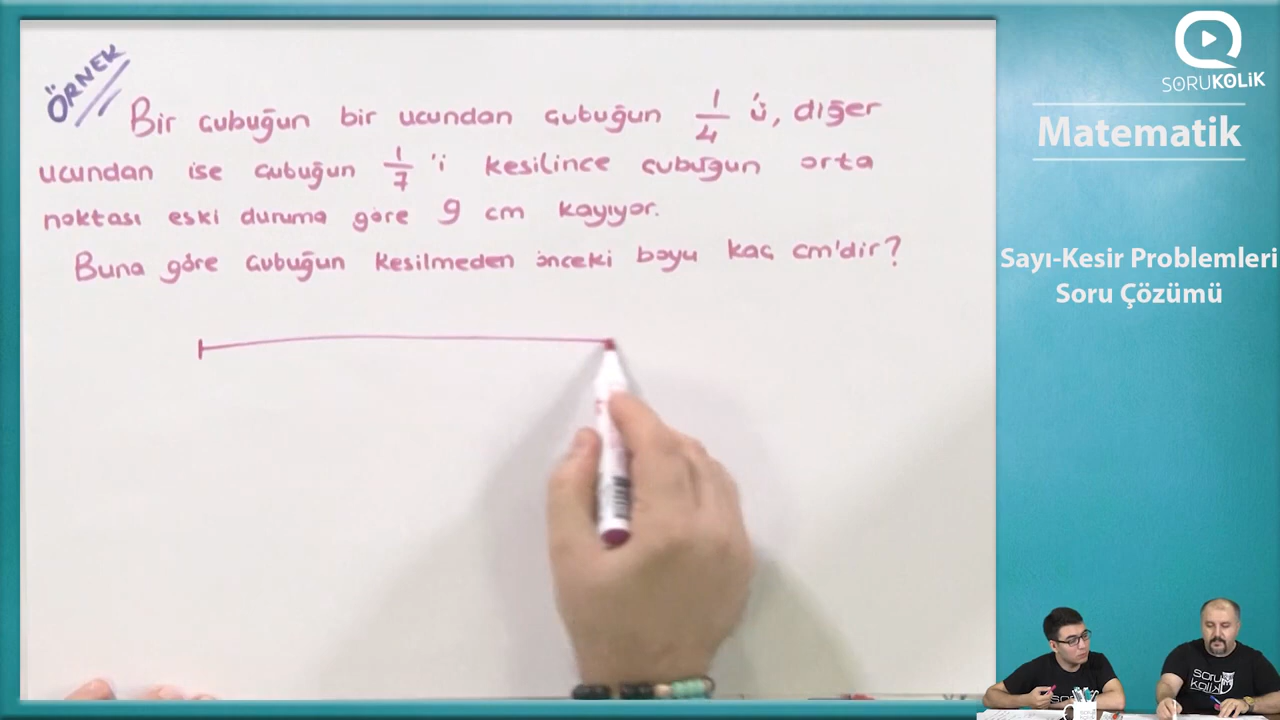 ÖRNEK
Bir çubuğun bir ucundan çubuğun 1/4 'ü, diğer
ucundan ise çubuğun 1/7 'i kesilince çubuğun orta
noktası eski duruma göre 9 cm kayıyor.
Buna göre çubuğun kesilmeden önceki boyu kaç cm'dir?
SORUKOLİK
Matematik
Sayı-Kesir Problemleri
Soru Çözümü
soru
kolik